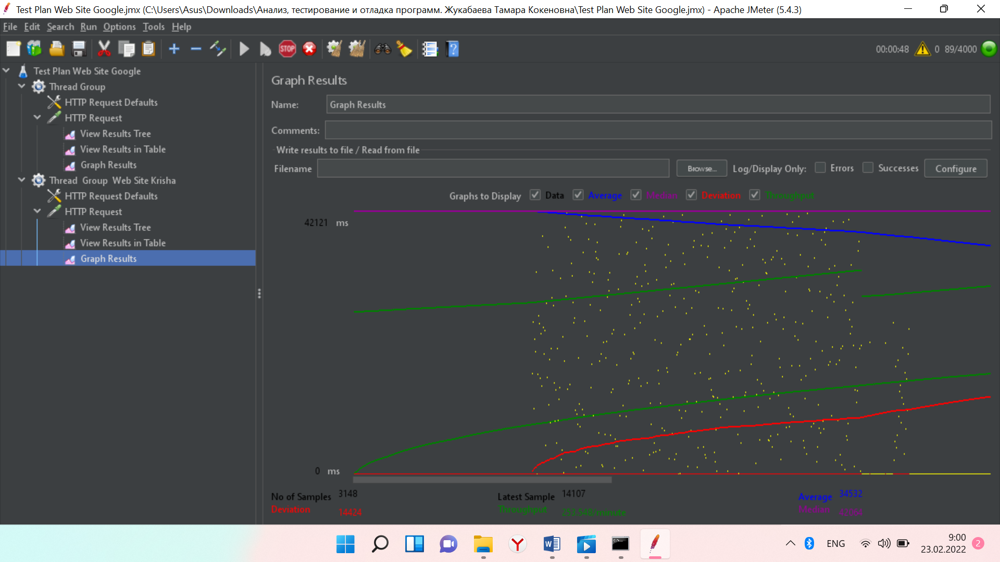 Test Plan Web Site Google.jmx (C:\Users\Asus\Downloads\Анализ, тестирование и отладка программ. Жукабаева Тамара Кокеновна\Test Plan Web Site Google.jmx) - Apache JMeter (5.4.3)
File Edit Search Run Options Tools Help
STOP ? 00:00:48 0 89/4000
Test Plan Web Site Google
Thread Group
HTTP Request Defaults
HTTP Request
View Results Tree
View Results in Table
Graph Results
Thread Group Web Site Krisha
HTTP Request Defaults
HTTP Request
View Results Tree
View Results in Table
Graph Results
Graph Results
Name: Graph Results
Comments:
Write results to file / Read from file
Filename Browse... Log/Display Only: Errors Successes Configure
Graphs to Display Data Average Median Deviation Throughput
42121 ms
0 ms
No of Samples 3148 Latest Sample 14107 Average 34532
Deviation 14424 Throughput 253.548/minute Median
ENG 9:00 2
23.02.2022